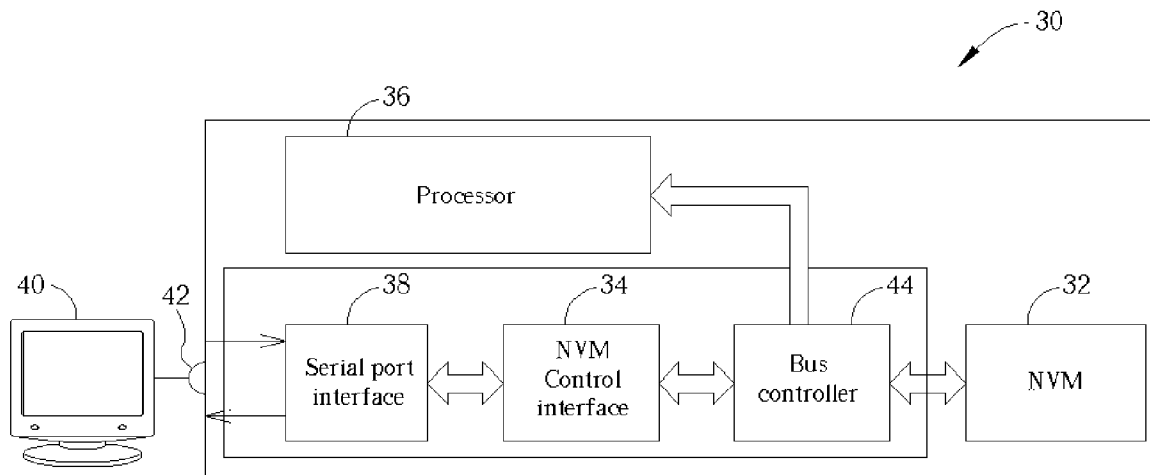 30
36
Processor
40
42
38
34
44
32
Serial port
interface
NVM
Control
interface
Bus
controller
NVM